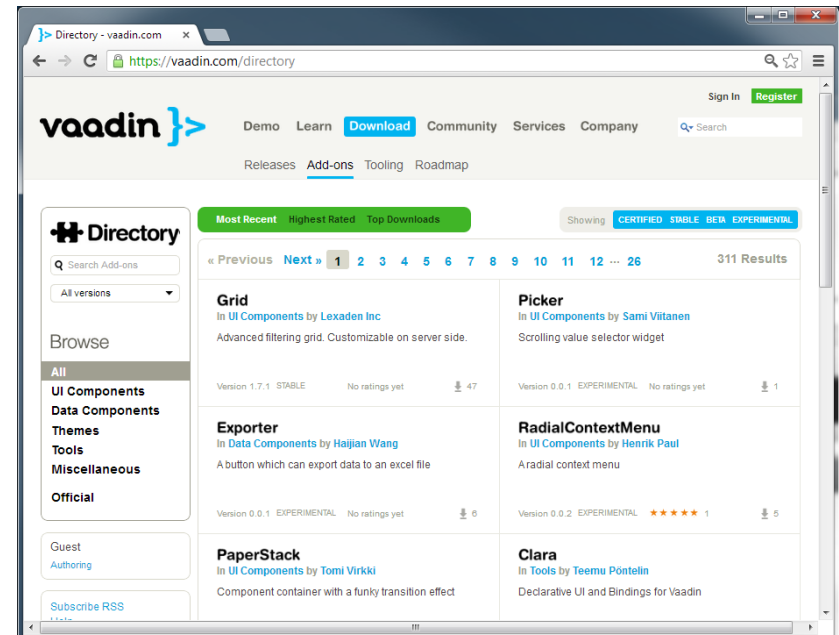 Directory - vaadin.com
https://vaadin.com/directory
Sign In Register
vaadin }>
Demo Learn Download Community Services Company
Search
Releases Add-ons Tooling Roadmap
Directory
Search Add-ons
All versions
Browse
All
UI Components
Data Components
Themes
Tools
Miscellaneous
Official
Guest
Authoring
Subscribe RSS
Most Recent Highest Rated Top Downloads
Showing CERTIFIED STABLE BETA EXPERIMENTAL
« Previous Next » 1 2 3 4 5 6 7 8 9 10 11 12 ... 26
311 Results
Grid
In UI Components by Lexaden Inc
Advanced filtering grid. Customizable on server side.
Version 1.7.1 STABLE No ratings yet 47
Picker
In UI Components by Sami Viitanen
Scrolling value selector widget
Version 0.0.1 EXPERIMENTAL No ratings yet 1
Exporter
In Data Components by Haijian Wang
A button which can export data to an excel file
Version 0.0.1 EXPERIMENTAL No ratings yet 6
RadialContextMenu
In UI Components by Henrik Paul
A radial context menu
Version 0.0.2 EXPERIMENTAL ★★★★★ 1 5
PaperStack
In UI Components by Tomi Virkki
Component container with a funky transition effect
Clara
In Tools by Teemu Pöntelin
Declarative UI and Bindings for Vaadin